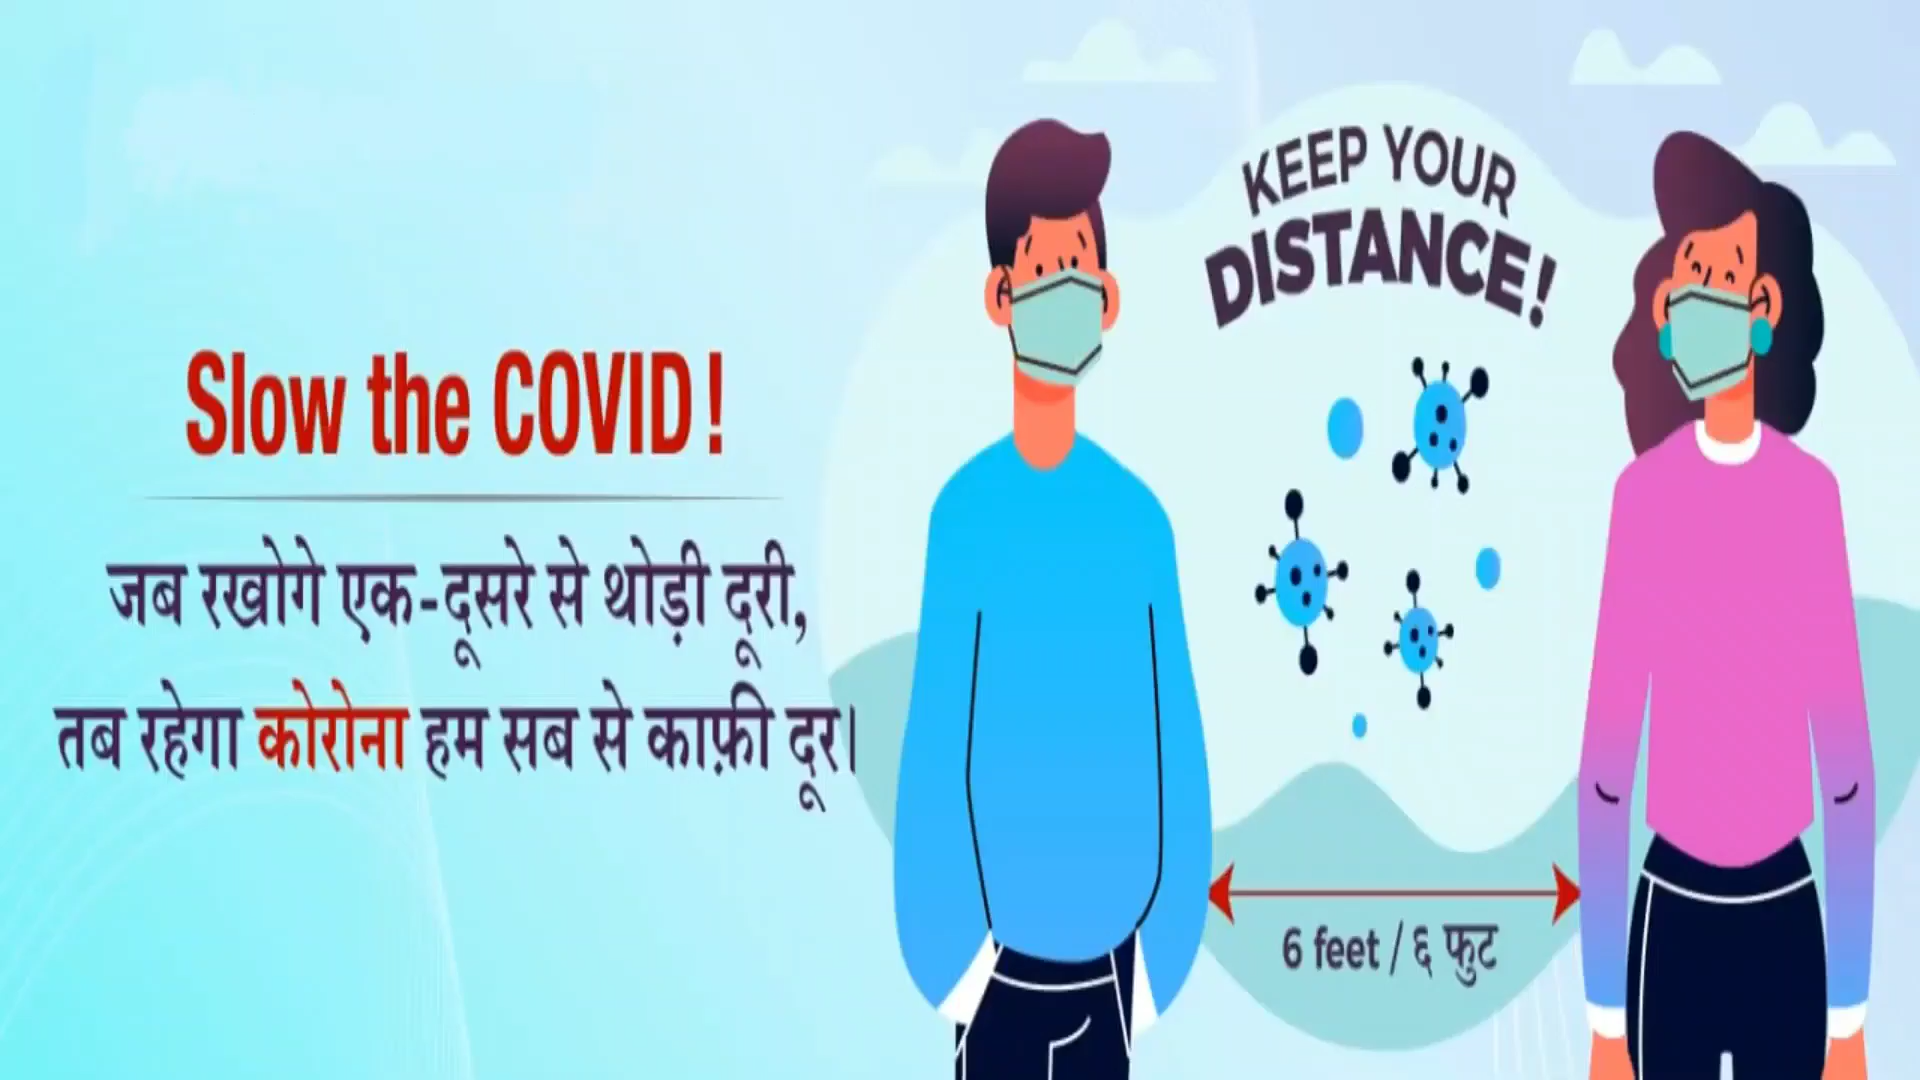 Slow the COVID!
जब रखोगे एक-दूसरे से थोड़ी दूरी,
तब रहेगा कोरोना हम सब से काफ़ी दूर।
KEEP YOUR
DISTANCE!
6 feet / ६ फुट